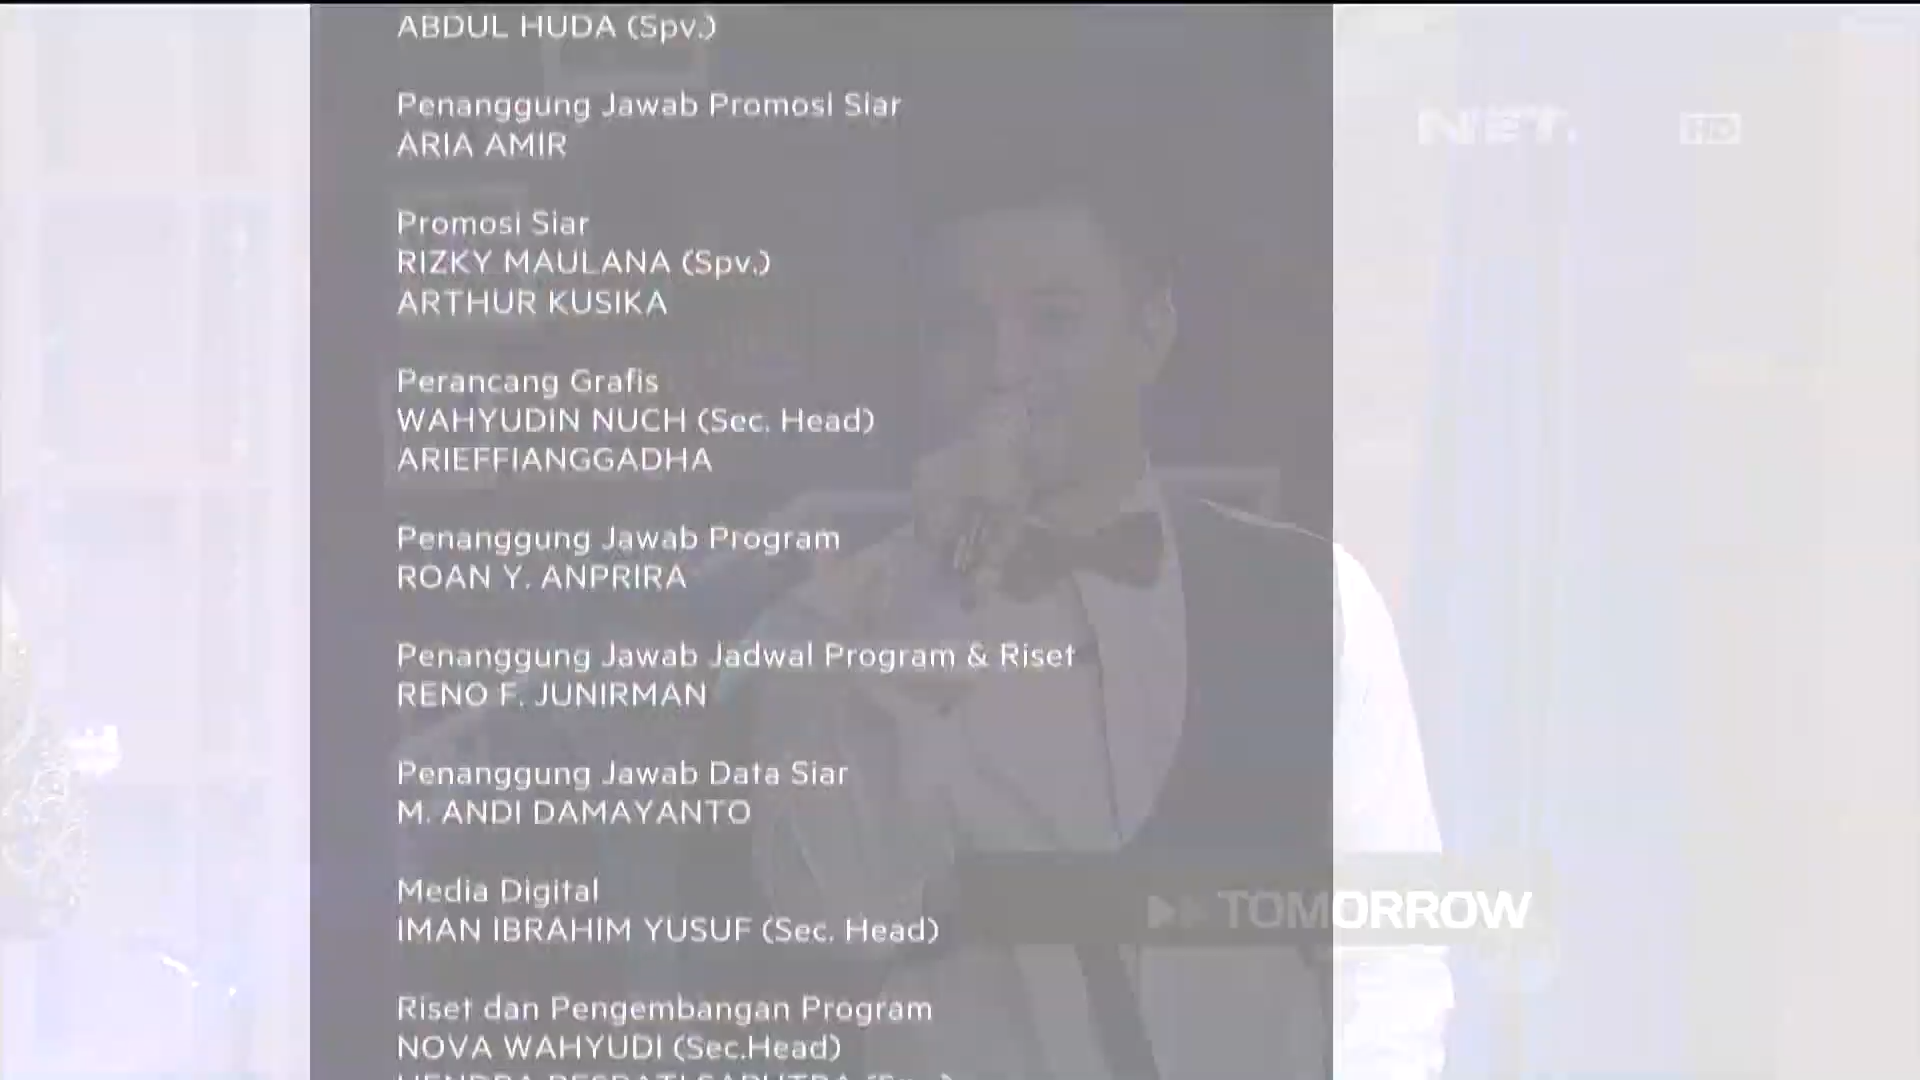 ABDUL HUDA (Spv.)
Penanggung Jawab Promosi Siar
ARIA AMIR
NET.
HD
Promosi Siar
RIZKY MAULANA (Spv.)
ARTHUR KUSIKA
Perancang Grafis
WAHYUDIN NUCH (Sec. Head)
ARIEFFIANGGADHA
Penanggung Jawab Program
ROAN Y. ANPRIRA
Penanggung Jawab Jadwal Program & Riset
RENO F. JUNIRMAN
Penanggung Jawab Data Siar
M. ANDI DAMAYANTO
Media Digital
IMAN IBRAHIM YUSUF (Sec. Head)
TOMORROW
Riset dan Pengembangan Program
NOVA WAHYUDI (Sec.Head)